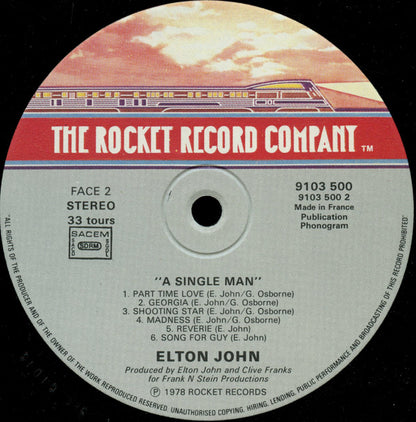 THE ROCKET RECORD COMPANY TM
FACE 2
STEREO
33 tours
SACEM
SDRM
9103 500
9103 500 2
Made in France
Publication
Phonogram
"A SINGLE MAN"
1. PART TIME LOVE (E. John/G. Osborne)
2. GEORGIA (E. John/G. Osborne)
3. SHOOTING STAR (E. John/G. Osborne)
4. MADNESS (E. John/G. Osborne)
5. REVERIE (E. John)
6. SONG FOR GUY (E. John)
ELTON JOHN
Produced by Elton John and Clive Franks
for Frank N Stein Productions
℗ 1978 ROCKET RECORDS
"ALL RIGHTS OF THE PRODUCER AND OF THE OWNER OF THE WORK REPRODUCED RESERVED. UNAUTHORISED COPYING, HIRING, LENDING, PUBLIC PERFORMANCE AND BROADCASTING OF THIS RECORD PROHIBITED"